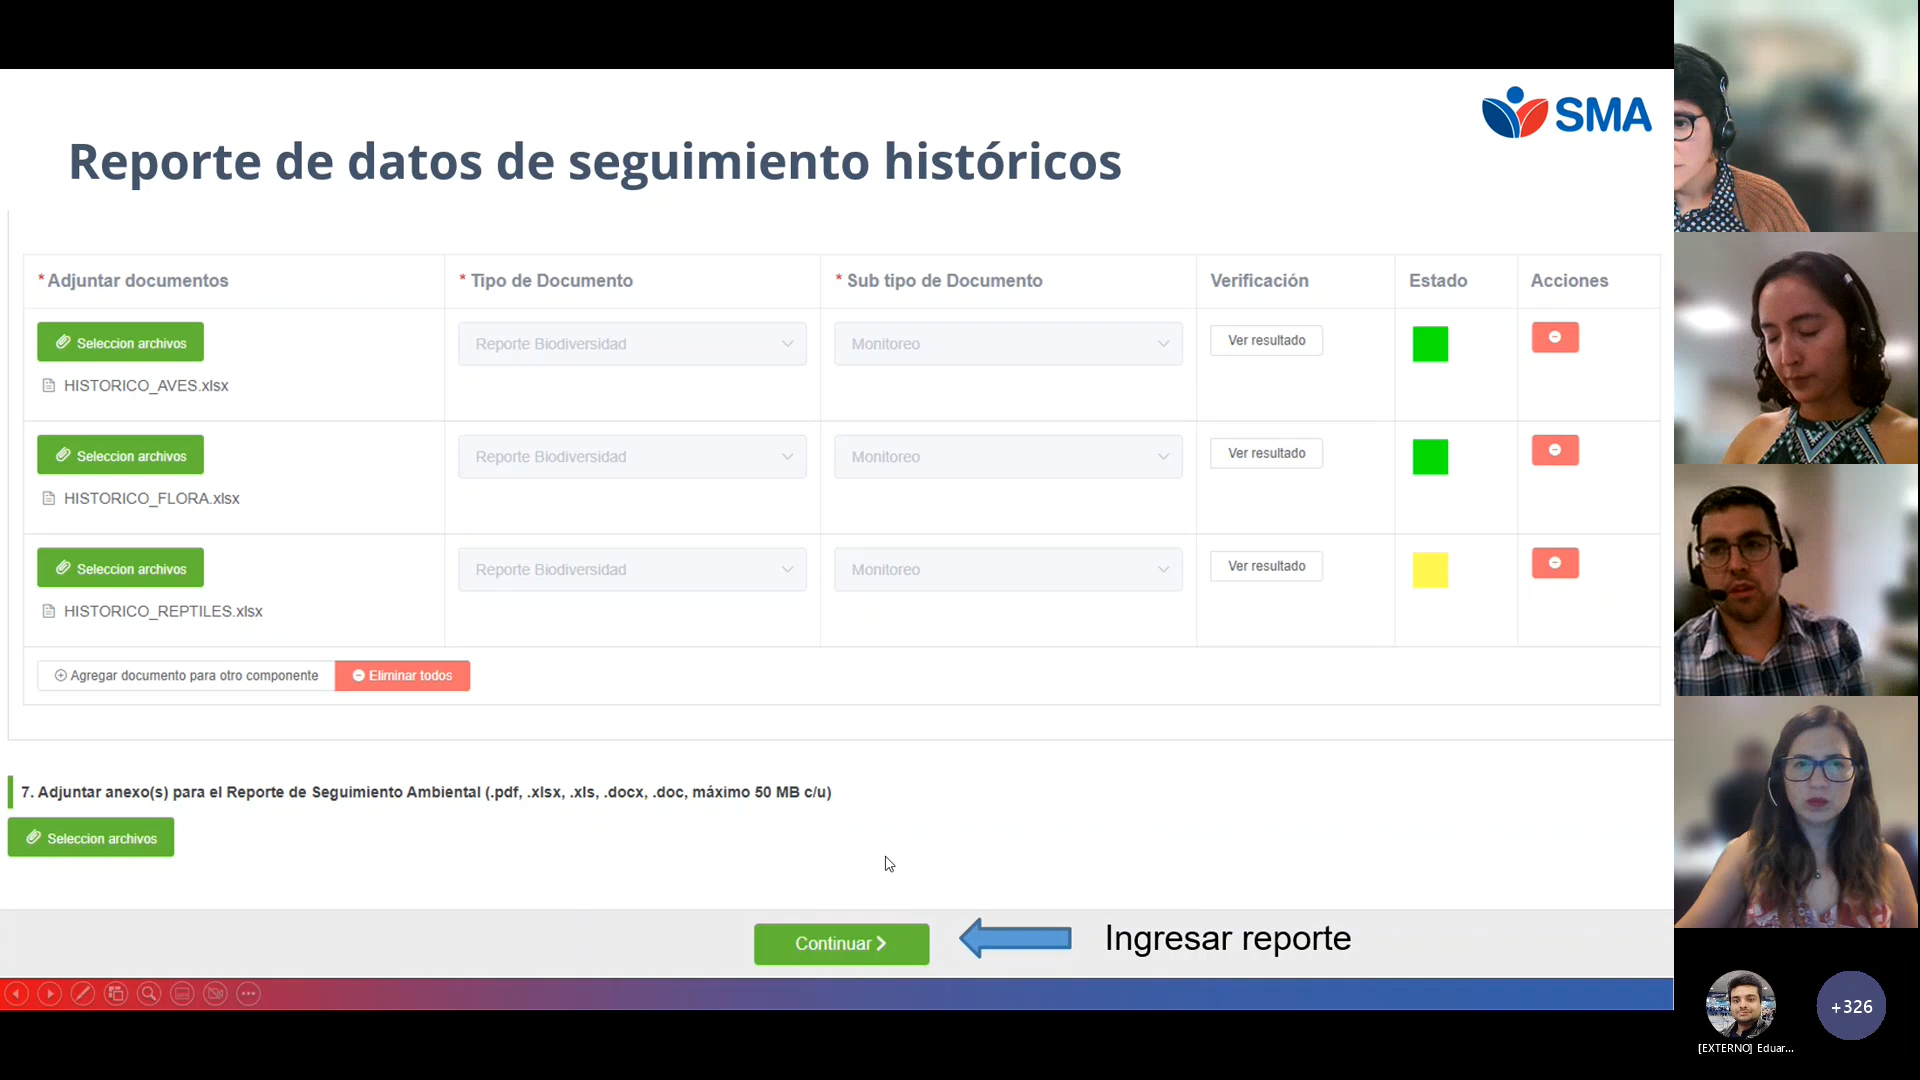 SMA
Reporte de datos de seguimiento históricos
* Adjuntar documentos * Tipo de Documento * Sub tipo de Documento Verificación Estado Acciones
Seleccion archivos Reporte Biodiversidad Monitoreo Ver resultado
HISTORICO_AVES.xlsx
Seleccion archivos Reporte Biodiversidad Monitoreo Ver resultado
HISTORICO_FLORA.xlsx
Seleccion archivos Reporte Biodiversidad Monitoreo Ver resultado
HISTORICO_REPTILES.xlsx
Agregar documento para otro componente Eliminar todos
7. Adjuntar anexo(s) para el Reporte de Seguimiento Ambiental (.pdf, .xlsx, .xls, .docx, .doc, máximo 50 MB c/u)
Seleccion archivos
Continuar Ingresar reporte
+326
[EXTERNO] Eduar...